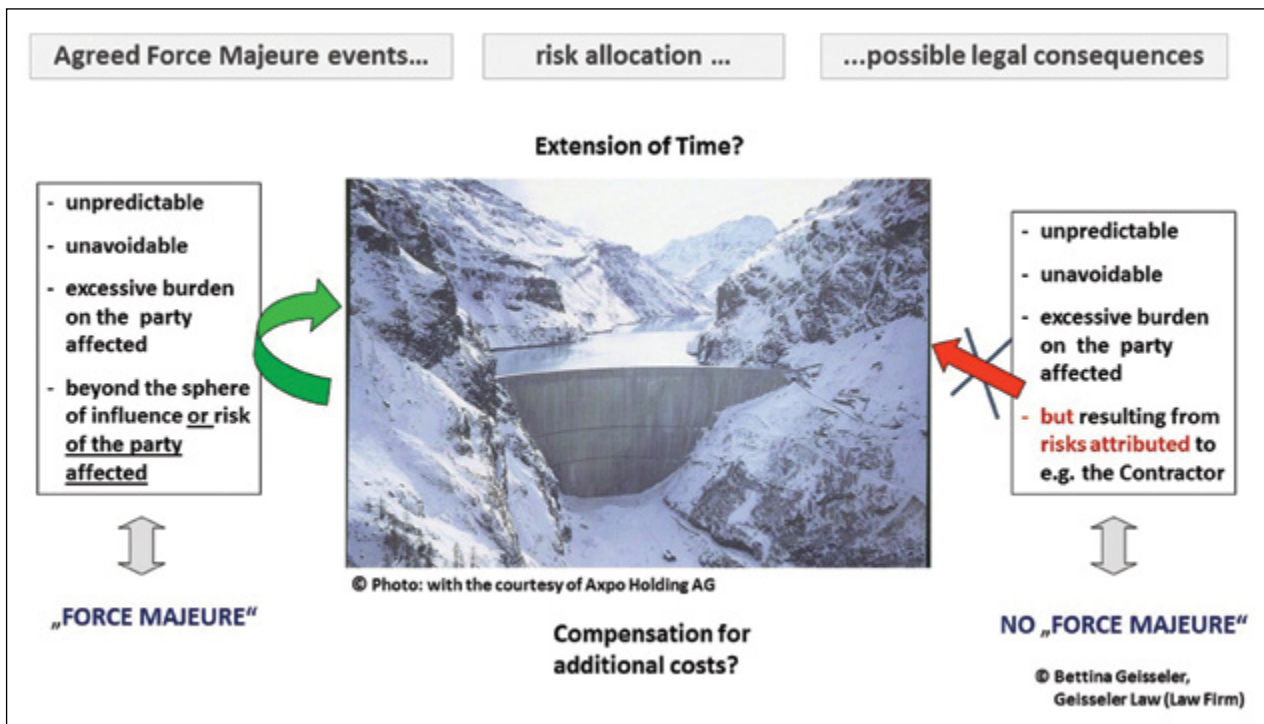 Agreed Force Majeure events…
risk allocation …
…possible legal consequences
Extension of Time?
- unpredictable
- unavoidable
- excessive burden
on the party
affected
- beyond the sphere
of influence or risk
of the party
affected
„FORCE MAJEURE“
© Photo: with the courtesy of Axpo Holding AG
Compensation for
additional costs?
- unpredictable
- unavoidable
- excessive burden
on the party
affected
- but resulting from
risks attributed to
e.g. the Contractor
NO „FORCE MAJEURE“
© Bettina Geisseler,
Geisseler Law (Law Firm)